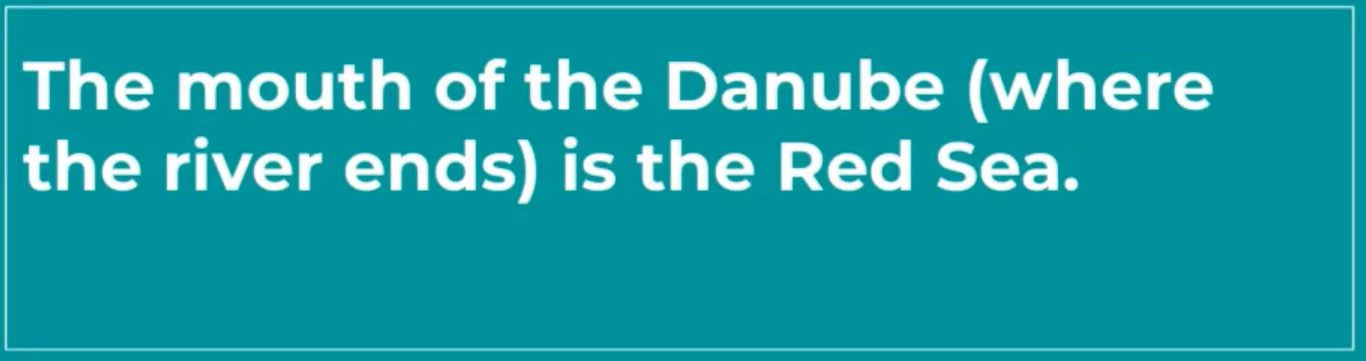 The mouth of the Danube (where
the river ends) is the Red Sea.